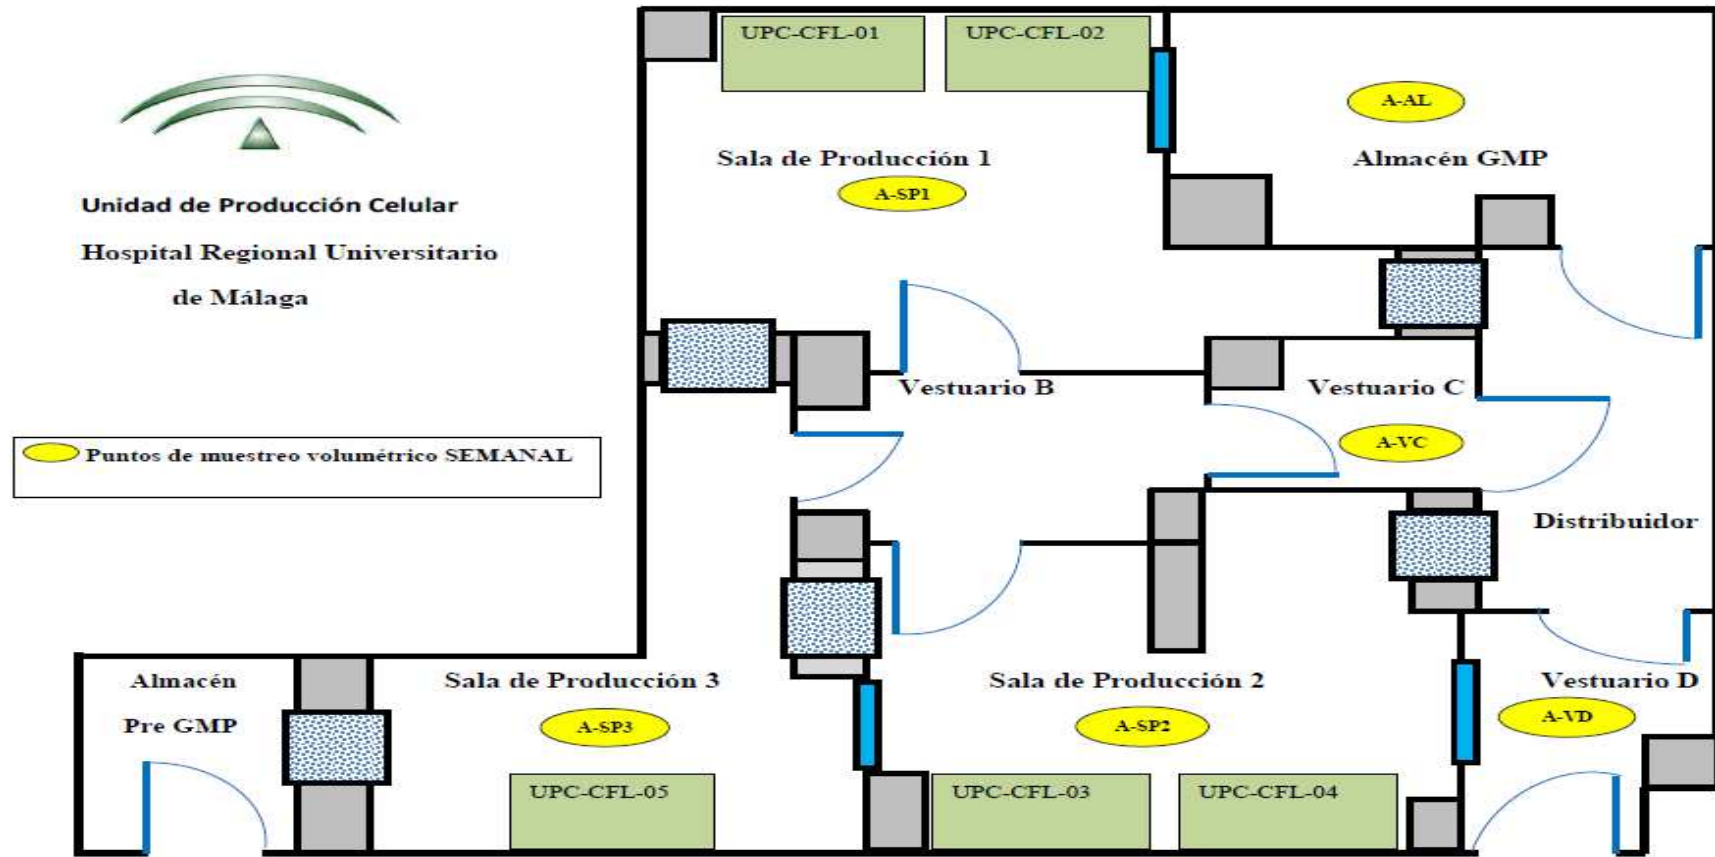 UPC-CFL-01
UPC-CFL-02
A-AL
Sala de Producción 1
Almacén GMP
A-SP1
Unidad de Producción Celular
Hospital Regional Universitario
de Málaga
Vestuario B
Vestuario C
A-VC
Puntos de muestreo volumétrico SEMANAL
Distribuidor
Almacén
Pre GMP
Sala de Producción 3
A-SP3
Sala de Producción 2
A-SP2
Vestuario D
A-VD
UPC-CFL-05
UPC-CFL-03
UPC-CFL-04